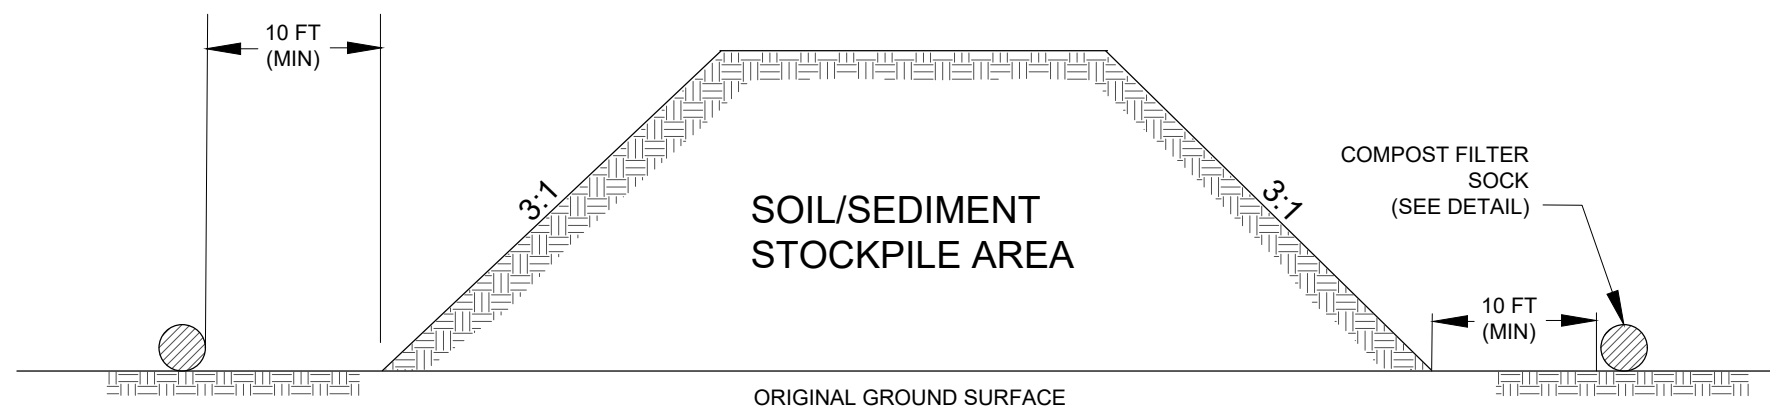 10 FT
(MIN)
3:1
SOIL/SEDIMENT
STOCKPILE AREA
3:1
COMPOST FILTER
SOCK
(SEE DETAIL)
10 FT
(MIN)
ORIGINAL GROUND SURFACE